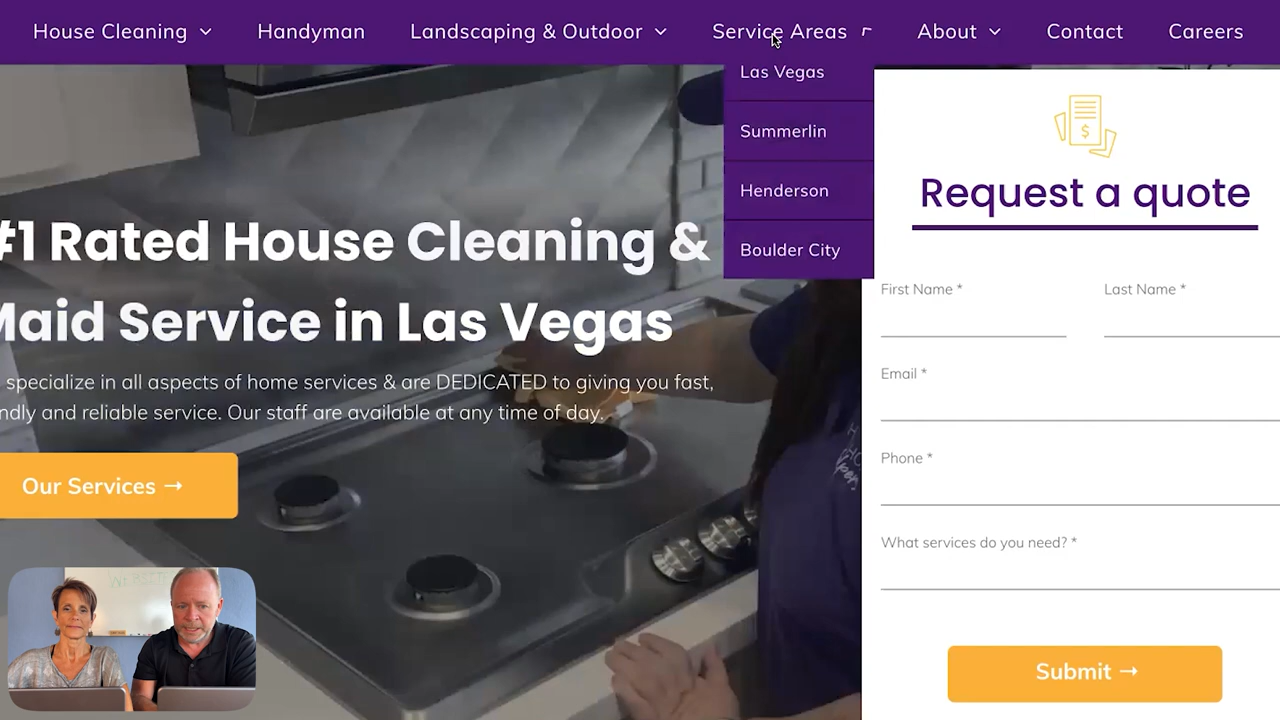 House Cleaning Handyman Landscaping & Outdoor Service Areas About Contact Careers
Las Vegas
Summerlin
Henderson
Boulder City
#1 Rated House Cleaning &
Maid Service in Las Vegas
specialize in all aspects of home services & are DEDICATED to giving you fast,
ndly and reliable service. Our staff are available at any time of day.
Our Services →
$
Request a quote
First Name * Last Name *
Email *
Phone *
What services do you need? *
Submit →